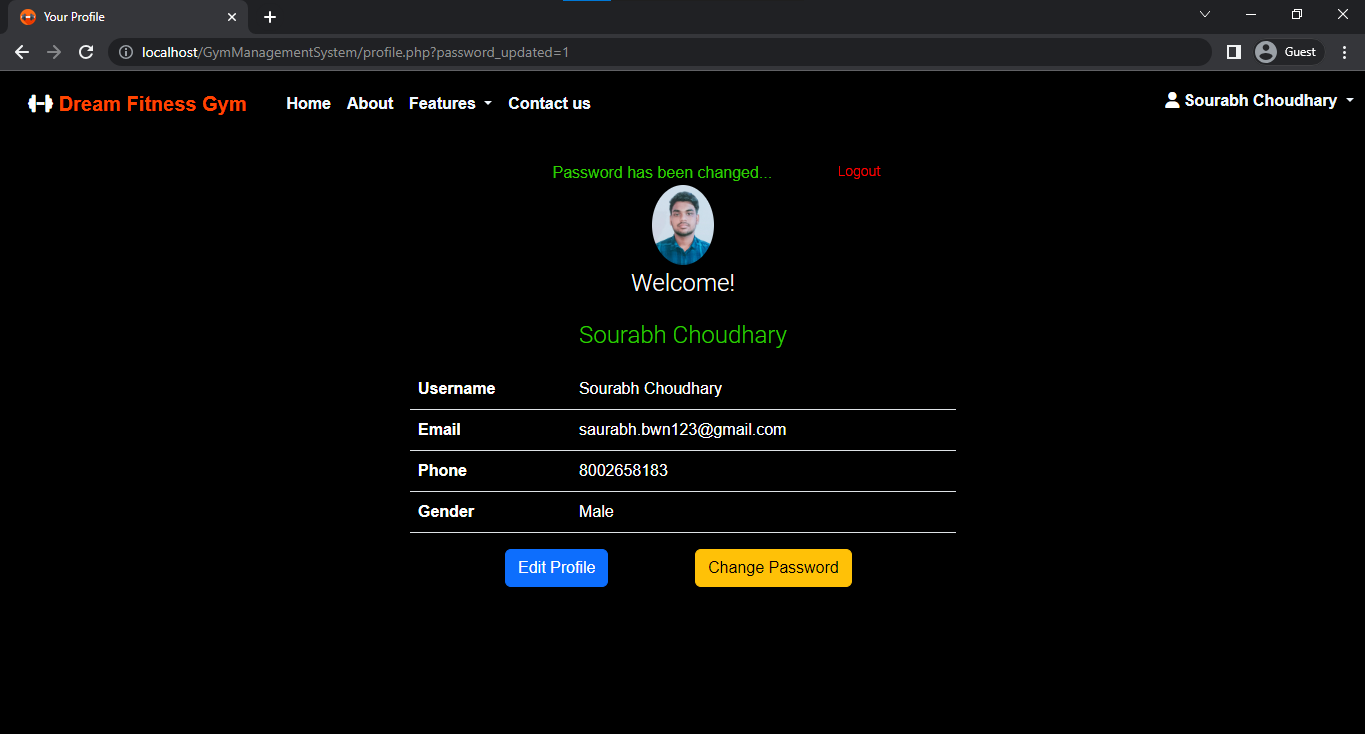 Your Profile
localhost/GymManagementSystem/profile.php?password_updated=1
Guest
Dream Fitness Gym Home About Features Contact us Sourabh Choudhary
Password has been changed... Logout
Welcome!
Sourabh Choudhary
Username Sourabh Choudhary
Email saurabh.bwn123@gmail.com
Phone 8002658183
Gender Male
Edit Profile Change Password